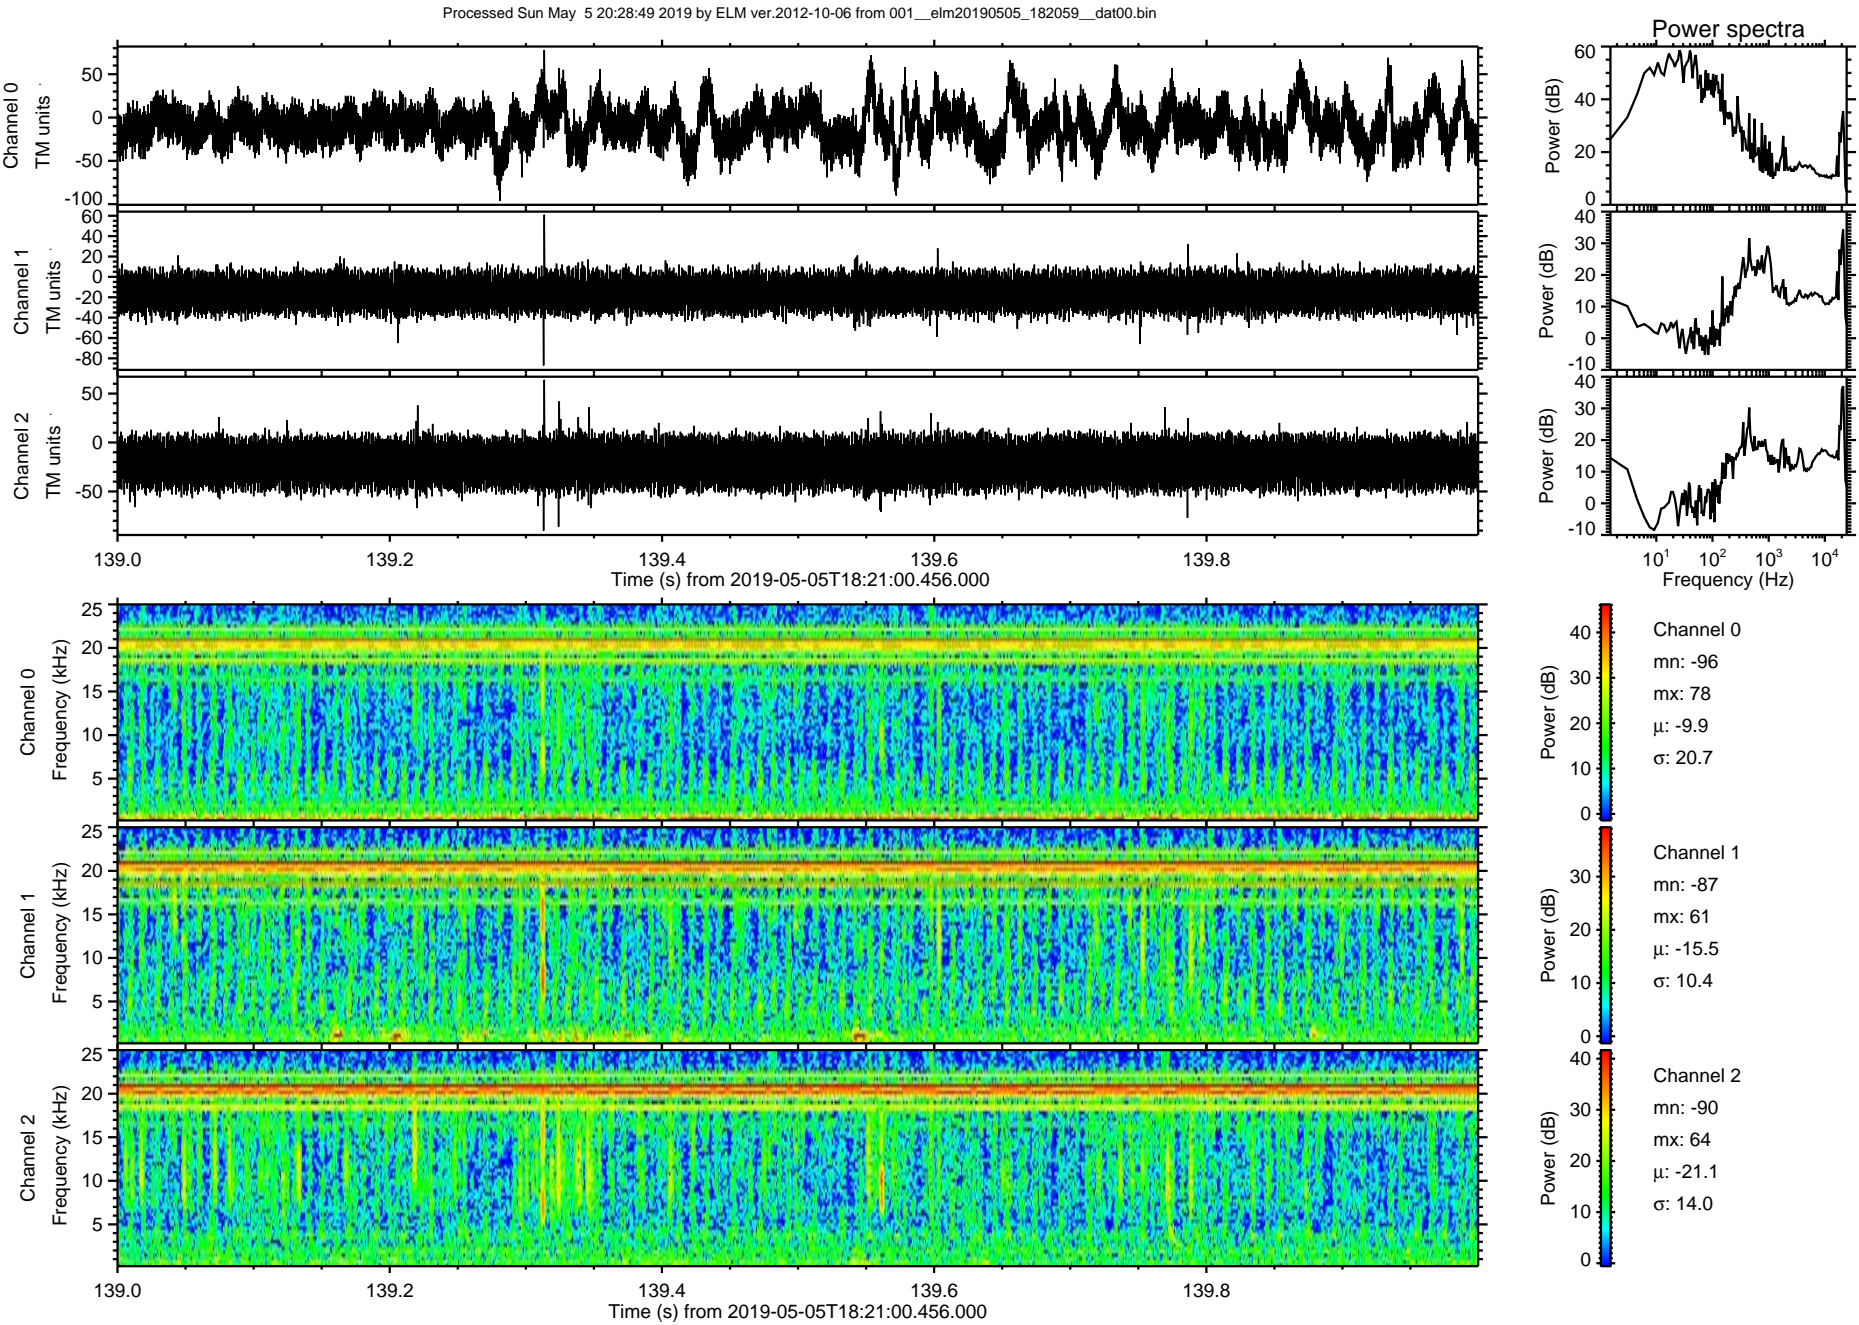 Processed Sun May  5 20:28:49 2019 by ELM ver.2012-10-06 from 001__elm20190505_182059__dat00.bin
Power spectra
Channel 0
TM units
50
0
-50
-100
Power (dB)
60
40
20
0
Channel 1
TM units
60
40
20
0
-20
-40
-60
-80
Power (dB)
40
30
20
10
0
-10
Channel 2
TM units
50
0
-50
Power (dB)
40
30
20
10
0
-10
139.0 139.2 139.4 139.6 139.8
Time (s) from 2019-05-05T18:21:00.456.000
10^1 10^2 10^3 10^4
Frequency (Hz)
Channel 0
Frequency (kHz)
25
20
15
10
5
Power (dB)
40
30
20
10
0
Channel 0
mn: -96
mx: 78
μ: -9.9
σ: 20.7
Channel 1
Frequency (kHz)
25
20
15
10
5
Power (dB)
30
20
10
0
Channel 1
mn: -87
mx: 61
μ: -15.5
σ: 10.4
Channel 2
Frequency (kHz)
25
20
15
10
5
Power (dB)
40
30
20
10
0
Channel 2
mn: -90
mx: 64
μ: -21.1
σ: 14.0
139.0 139.2 139.4 139.6 139.8
Time (s) from 2019-05-05T18:21:00.456.000